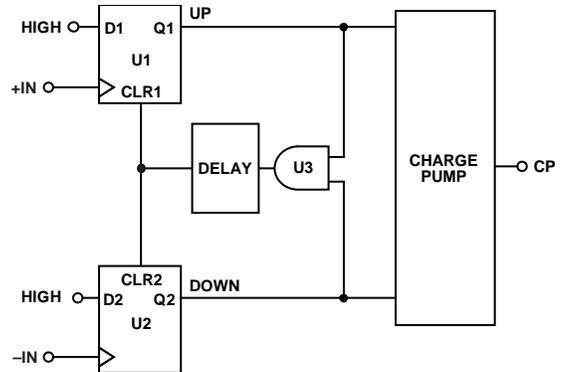 UP
HIGH D1 Q1
U1
+IN
CLR1
DELAY U3 CHARGE
PUMP CP
CLR2 DOWN
HIGH D2 Q2
U2
–IN